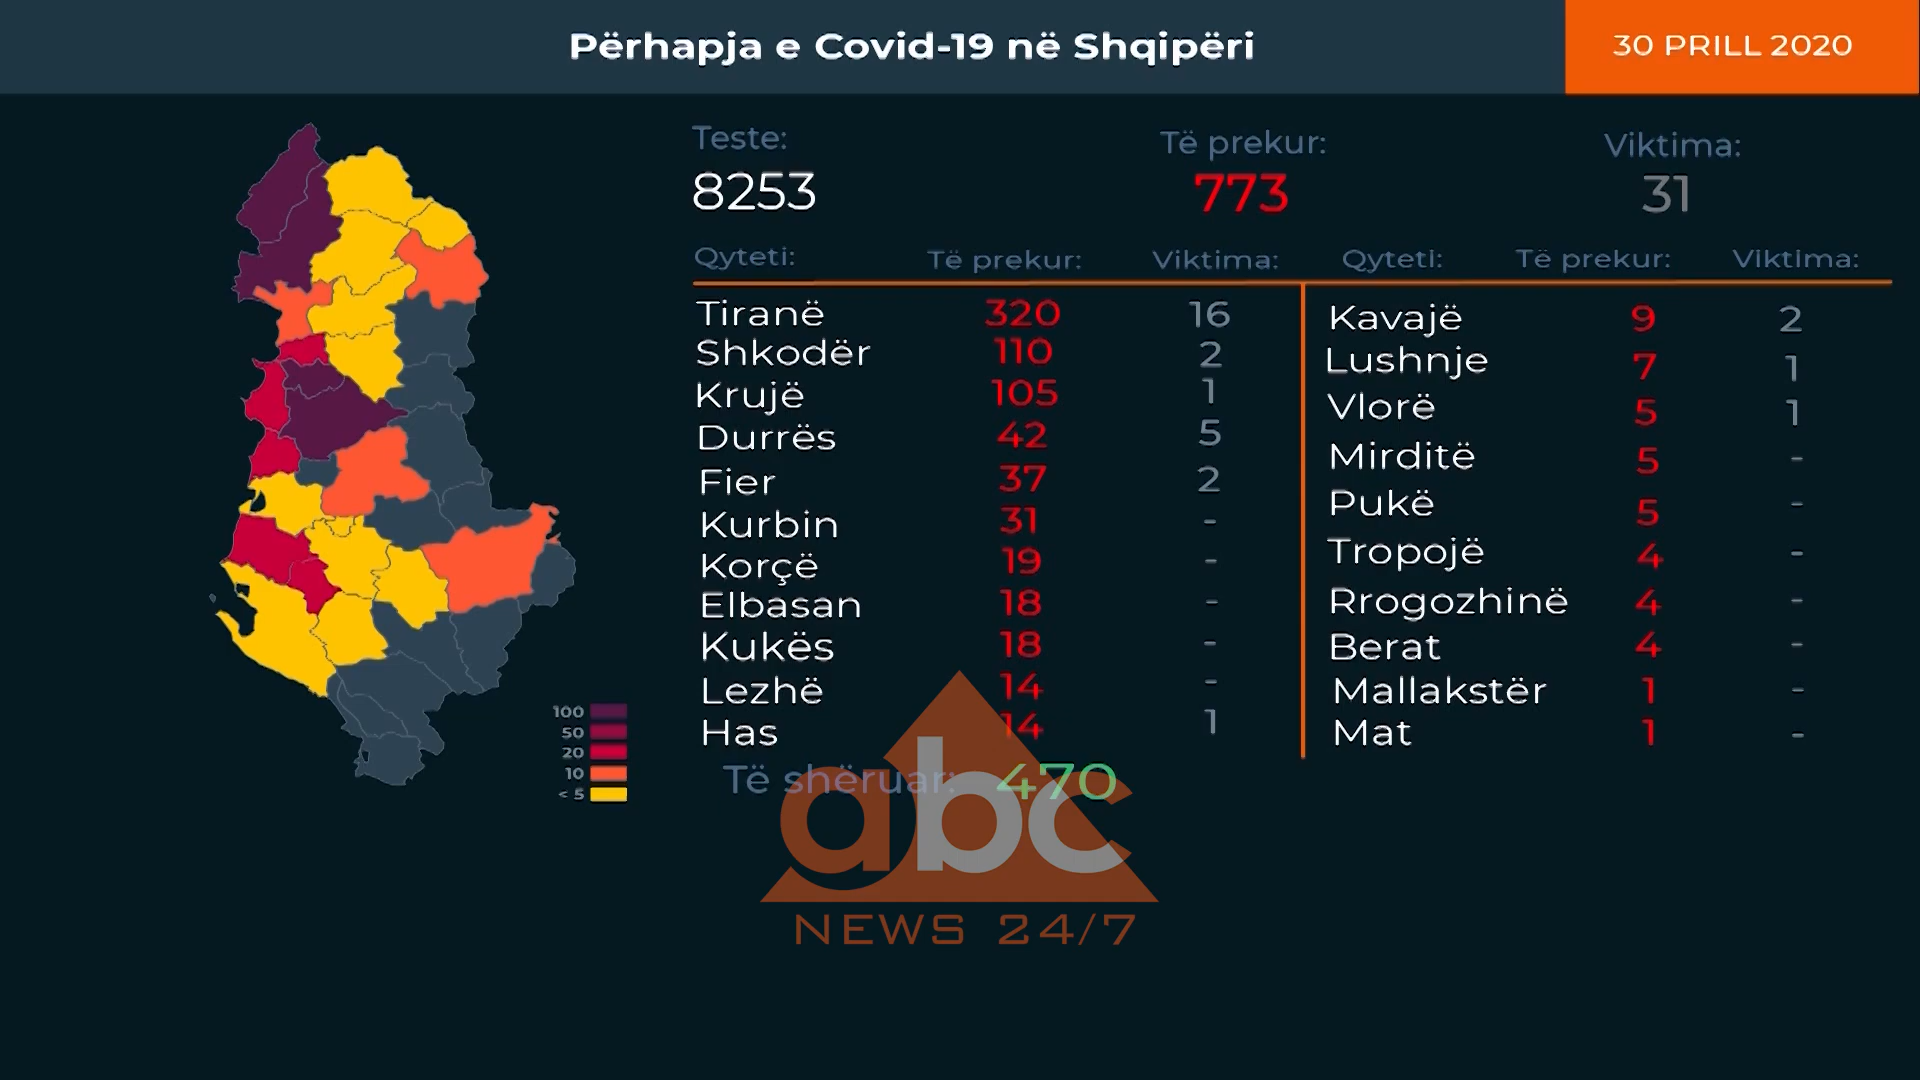 Përhapja e Covid-19 në Shqipëri
30 PRILL 2020
Teste: Të prekur: Viktima:
8253 773 31
Qyteti: Të prekur: Viktima: Qyteti: Të prekur: Viktima:
Tiranë 320 16
Shkodër 110 2
Krujë 105 1
Durrës 42 5
Fier 37 2
Kurbin 31 -
Korçë 19 -
Elbasan 18 -
Kukës 18 -
Lezhë 14 -
Has 14 1
Kavajë 9 2
Lushnje 7 1
Vlorë 5 1
Mirditë 5 -
Pukë 5 -
Tropojë 4 -
Rrogozhinë 4 -
Berat 4 -
Mallakstër 1 -
Mat 1 -
100
50
20
10
< 5
Të shëruar: 470
abc
NEWS 24/7